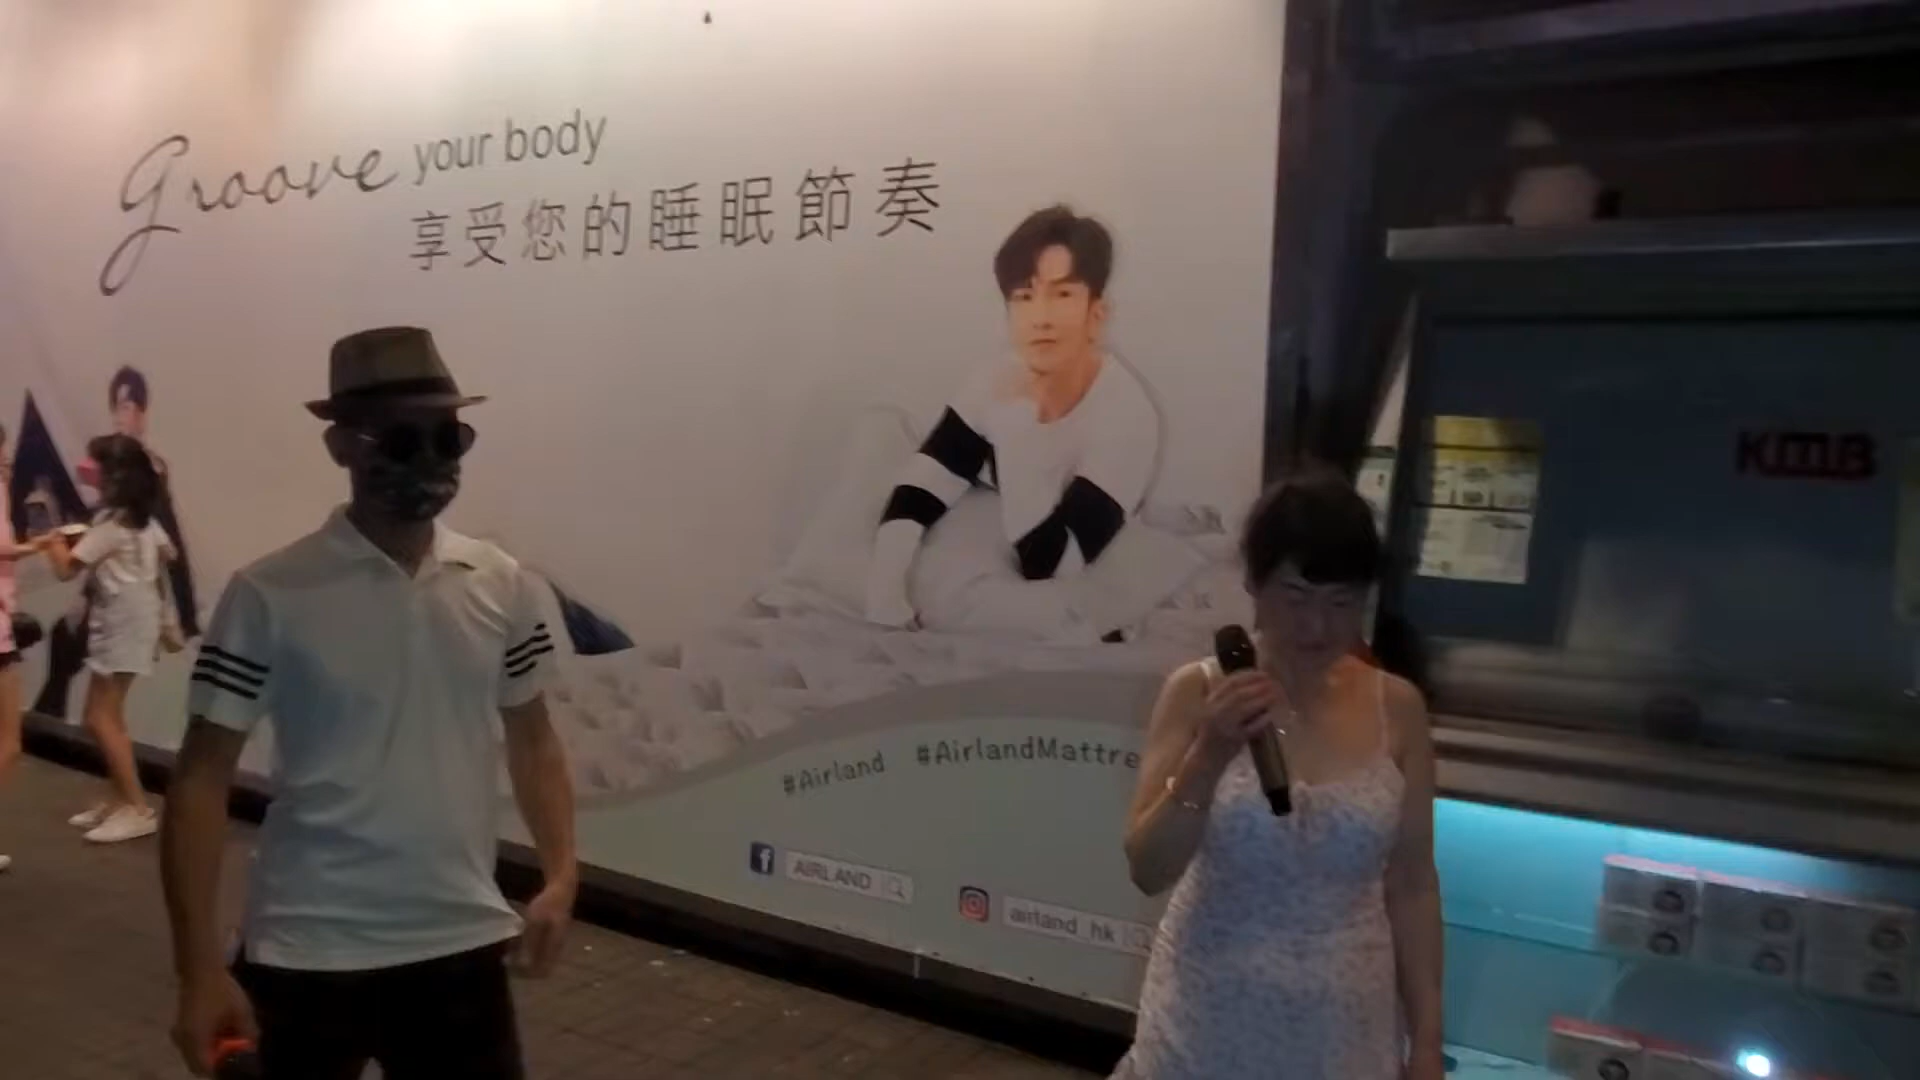 Groove your body
享受您的睡眠節奏
KMB
#Airland #AirlandMattre
AIRLAND
airland_hk